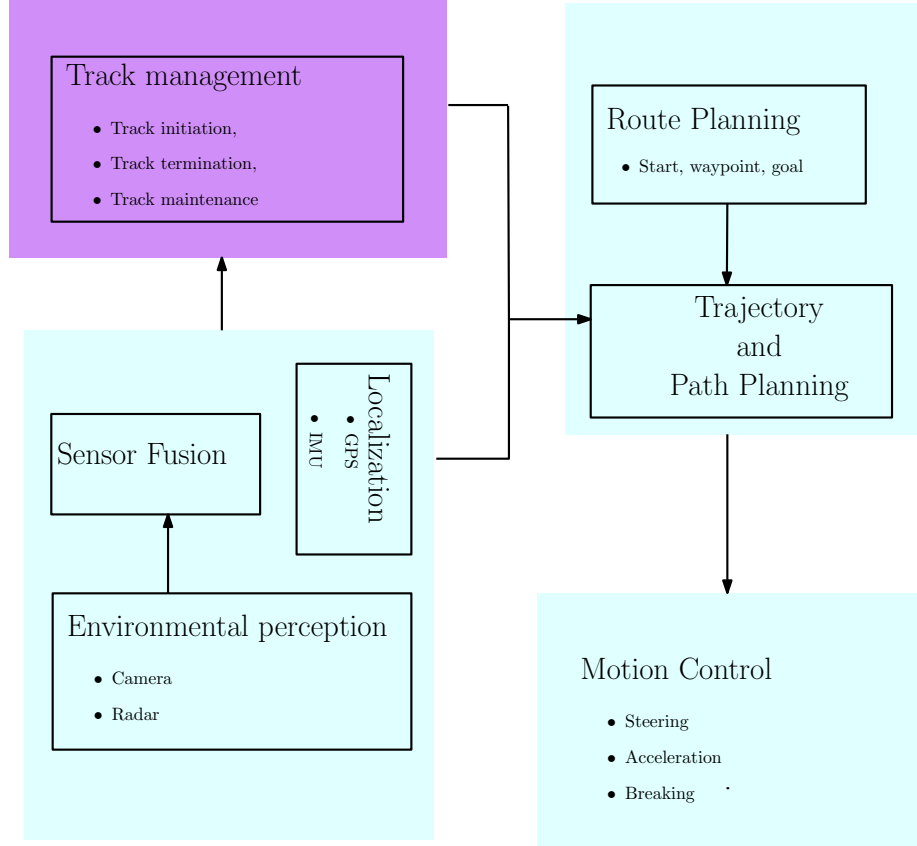 Track management
• Track initiation,
• Track termination,
• Track maintenance
Route Planning
• Start, waypoint, goal
Trajectory
and
Path Planning
Localization
• GPS
• IMU
Sensor Fusion
Environmental perception
• Camera
• Radar
Motion Control
• Steering
• Acceleration
• Breaking